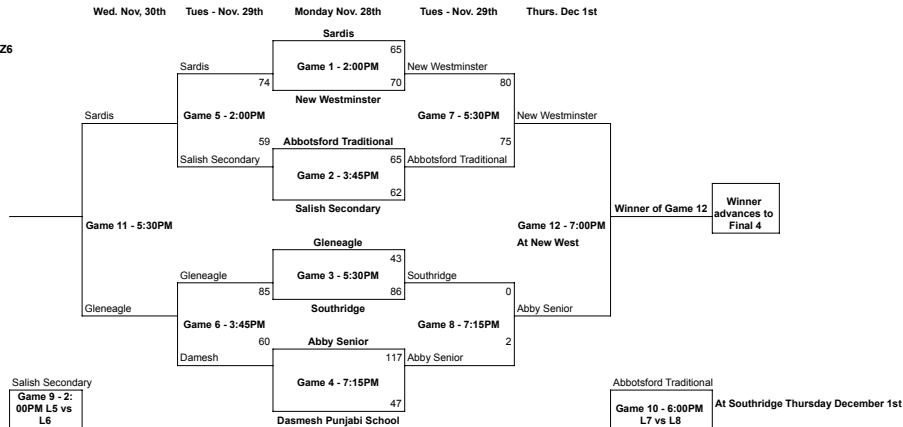 Wed. Nov, 30th Tues - Nov. 29th Monday Nov. 28th Tues - Nov. 29th Thurs. Dec 1st
Sardis
Z6
65
Sardis Game 1 - 2:00PM New Westminster
74 70 80
New Westminster
Sardis Game 5 - 2:00PM Game 7 - 5:30PM New Westminster
59 Abbotsford Traditional 75
Salish Secondary 65 Abbotsford Traditional
Game 2 - 3:45PM
62
Salish Secondary Winner of Game 12 Winner
advances to
Final 4
Game 11 - 5:30PM Game 12 - 7:00PM
Gleneagle At New West
43
Gleneagle Game 3 - 5:30PM Southridge
85 86 0
Gleneagle Southridge Abby Senior
Game 6 - 3:45PM Game 8 - 7:15PM
60 Abby Senior 2
Damesh 117 Abby Senior
Game 4 - 7:15PM
Salish Secondary Abbotsford Traditional
Game 9 - 2:
00PM L5 vs
L6
47
Dasmesh Punjabi School
Game 10 - 6:00PM
L7 vs L8
At Southridge Thursday December 1st